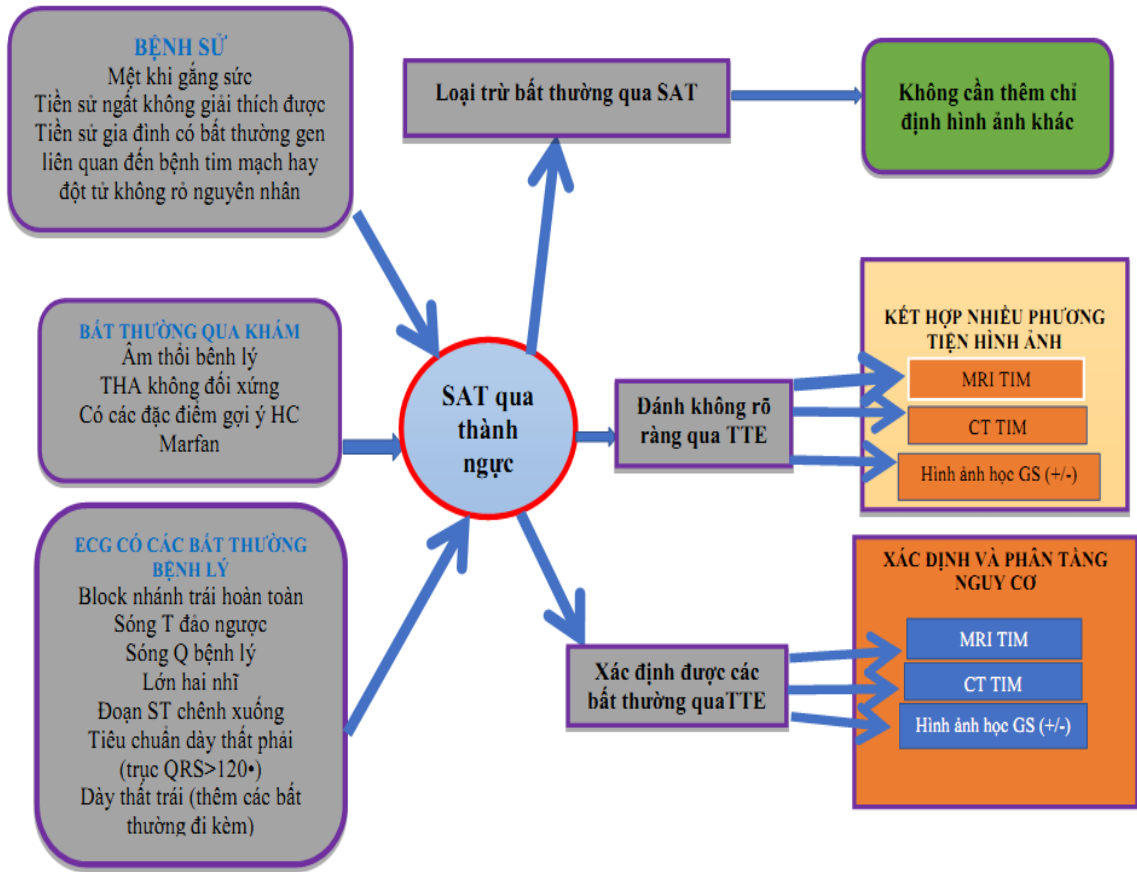 BỆNH SỬ
Mệt khi gắng sức
Tiền sử ngất không giải thích được
Tiền sử gia đình có bất thường gen
liên quan đến bệnh tim mạch hay
đột tử không rỏ nguyên nhân
BẤT THƯỜNG QUA KHÁM
Âm thổi bênh lý
THA không đối xứng
Có các đặc điểm gợi ý HC
Marfan
ECG CÓ CÁC BẤT THƯỜNG
BỆNH LÝ
Block nhánh trái hoàn toàn
Sóng T đảo ngược
Sóng Q bệnh lý
Lớn hai nhĩ
Đoạn ST chênh xuống
Tiêu chuẩn dày thất phải
(trục QRS>120•)
Dày thất trái (thêm các bất
thường đi kèm)
SAT qua
thành
ngực
Loại trừ bất thường qua SAT
Không cần thêm chỉ
định hình ảnh khác
Đánh không rõ
ràng qua TTE
KẾT HỢP NHIỀU PHƯƠNG
TIỆN HÌNH ẢNH
MRI TIM
CT TIM
Hình ảnh học GS (+/-)
Xác định được các
bất thường quaTTE
XÁC ĐỊNH VÀ PHÂN TẦNG
NGUY CƠ
MRI TIM
CT TIM
Hình ảnh học GS (+/-)